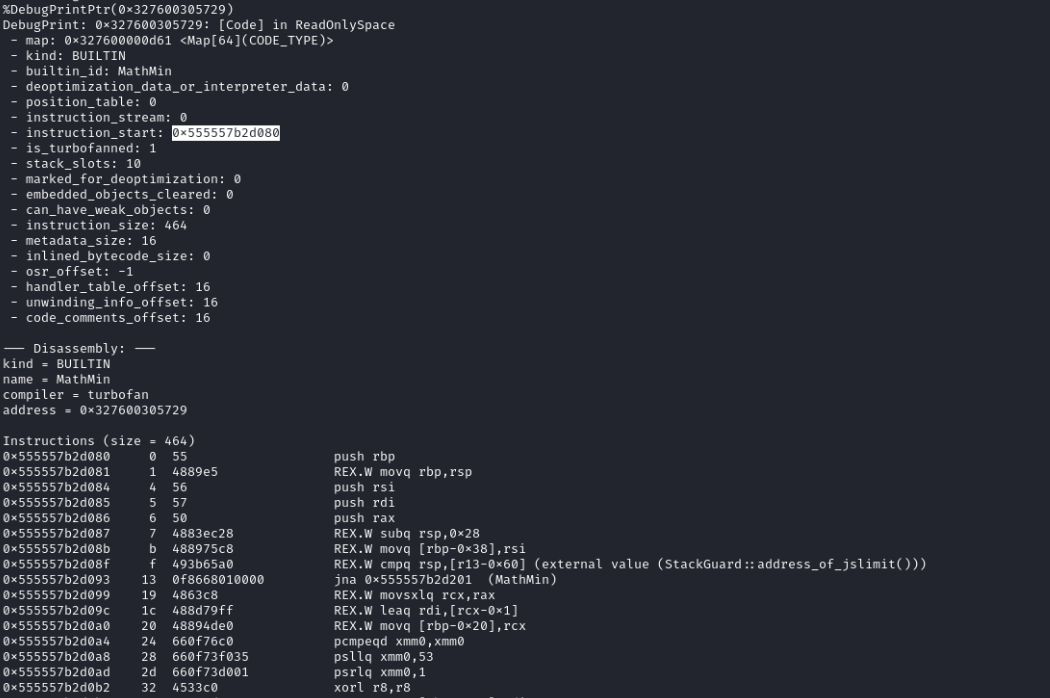 %DebugPrintPtr(0×327600305729)
DebugPrint: 0×327600305729: [Code] in ReadOnlySpace
 - map: 0×327600000d61 <Map[64](CODE_TYPE)>
 - kind: BUILTIN
 - builtin_id: MathMin
 - deoptimization_data_or_interpreter_data: 0
 - position_table: 0
 - instruction_stream: 0
 - instruction_start: 0×555557b2d080
 - is_turbofanned: 1
 - stack_slots: 10
 - marked_for_deoptimization: 0
 - embedded_objects_cleared: 0
 - can_have_weak_objects: 0
 - instruction_size: 464
 - metadata_size: 16
 - inlined_bytecode_size: 0
 - osr_offset: -1
 - handler_table_offset: 16
 - unwinding_info_offset: 16
 - code_comments_offset: 16
--- Disassembly: ---
kind = BUILTIN
name = MathMin
compiler = turbofan
address = 0×327600305729
Instructions (size = 464)
0×555557b2d080     0  55                   push rbp
0×555557b2d081     1  4889e5               REX.W movq rbp,rsp
0×555557b2d084     4  56                   push rsi
0×555557b2d085     5  57                   push rdi
0×555557b2d086     6  50                   push rax
0×555557b2d087     7  4883ec28             REX.W subq rsp,0×28
0×555557b2d08b     b  488975c8             REX.W movq [rbp-0×38],rsi
0×555557b2d08f     f  493b65a0             REX.W cmpq rsp,[r13-0×60] (external value (StackGuard::address_of_jslimit()))
0×555557b2d093    13  0f8668010000         jna 0×555557b2d201  (MathMin)
0×555557b2d099    19  4863c8               REX.W movsxlq rcx,rax
0×555557b2d09c    1c  488d79ff             REX.W leaq rdi,[rcx-0×1]
0×555557b2d0a0    20  48894de0             REX.W movq [rbp-0×20],rcx
0×555557b2d0a4    24  660f76c0             pcmpeqd xmm0,xmm0
0×555557b2d0a8    28  660f73f035           psllq xmm0,53
0×555557b2d0ad    2d  660f73d001           psrlq xmm0,1
0×555557b2d0b2    32  4533c0               xorl r8,r8